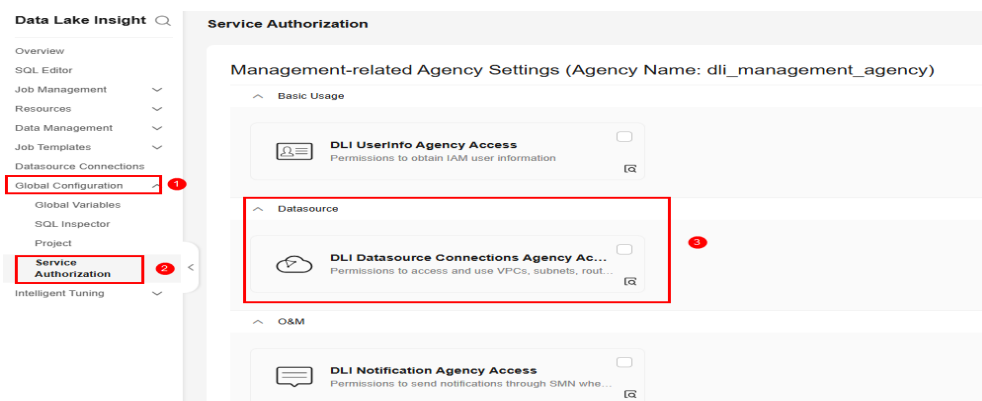 Data Lake Insight
Overview
SQL Editor
Job Management
Resources
Data Management
Job Templates
Datasource Connections
Global Configuration
1
Global Variables
SQL Inspector
Project
Service
Authorization
2
Intelligent Tuning
Service Authorization
Management-related Agency Settings (Agency Name: dli_management_agency)
Basic Usage
DLI UserInfo Agency Access
Permissions to obtain IAM user information
Datasource
3
DLI Datasource Connections Agency Ac...
Permissions to access and use VPCs, subnets, rout...
O&M
DLI Notification Agency Access
Permissions to send notifications through SMN whe...